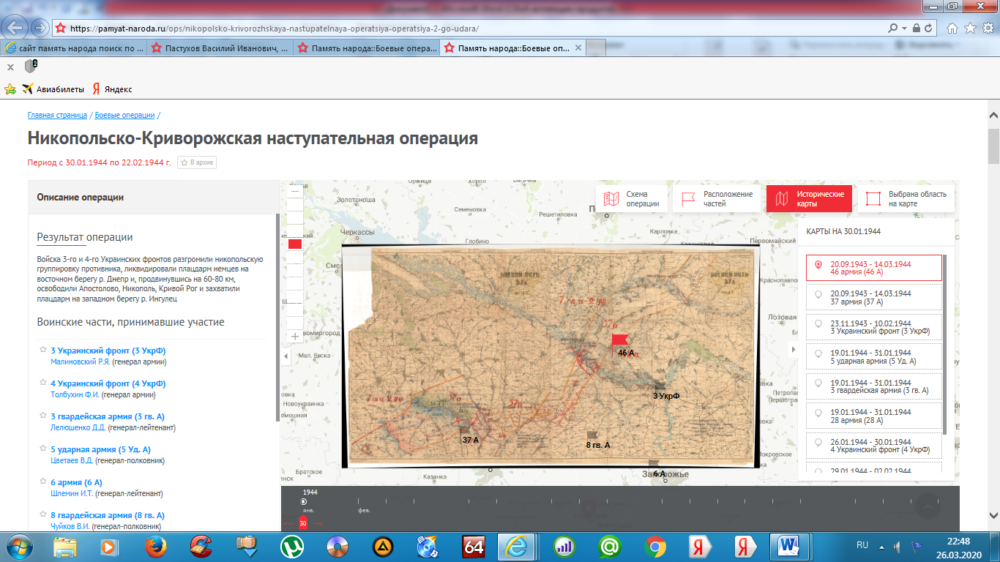 https://pamyat-naroda.ru/ops/nikopolsko-krivorozhskaya-nastupatelnaya-operatsiya-operatsiya-2-go-udara/
сайт память народа поиск по ...
Пастухов Василий Иванович, ...
Память народа::Боевые опера...
Память народа::Боевые оп...
2
Авиабилеты
Яндекс
Главная страница / Боевые операции /
Никопольско-Криворожская наступательная операция
Период с 30.01.1944 по 22.02.1944 г.
В архив
Описание операции
Результат операции
Войска 3-го и 4-го Украинских фронтов разгромили никопольскую
группировку противника, ликвидировали плацдарм немцев на
восточном берегу р. Днепр и, продвинувшись на 60-80 км,
освободили Апостолово, Никополь, Кривой Рог и захватили
плацдарм на западном берегу р. Ингулец
Воинские части, принимавшие участие
3 Украинский фронт (3 УкрФ)
Малиновский Р.Я. (генерал армии)
4 Украинский фронт (4 УкрФ)
Толбухин Ф.И. (генерал армии)
3 гвардейская армия (3 гв. А)
Лелюшенко Д.Д. (генерал-лейтенант)
5 ударная армия (5 Уд. А)
Цветаев В.Д. (генерал-полковник)
6 армия (6 А)
Шлемин И.Т. (генерал-лейтенант)
8 гвардейская армия (8 гв. А)
Чуйков В.И. (генерал-полковник)
Схема
операции
Расположение
частей
Исторические
карты
Выбрана область
на карте
Золотоноша
Семеновка
Решетиловка
Карловка
Черкассы
Глобино
Первомайский
Лозовая
Мал. Виска
Новоукраинка
Братское
Казанка
Запорожье
БОЕВОЙ ПУТЬ
37А
БОЕВОЙ ПУТЬ
46 А
3 УкрФ
37 А
8 гв. А
6 А
КАРТЫ НА 30.01.1944
20.09.1943 - 14.03.1944
46 армия (46 А)
20.09.1943 - 14.03.1944
37 армия (37 А)
23.11.1943 - 10.02.1944
3 Украинский фронт (3 УкрФ)
19.01.1944 - 31.01.1944
5 ударная армия (5 Уд. А)
19.01.1944 - 31.01.1944
3 гвардейская армия (3 гв. А)
19.01.1944 - 31.01.1944
28 армия (28 А)
26.01.1944 - 30.01.1944
4 Украинский фронт (4 УкрФ)
29.01.1944 - 02.02.1944
1944
янв.
фев.
30
64
RU
22:48
26.03.2020